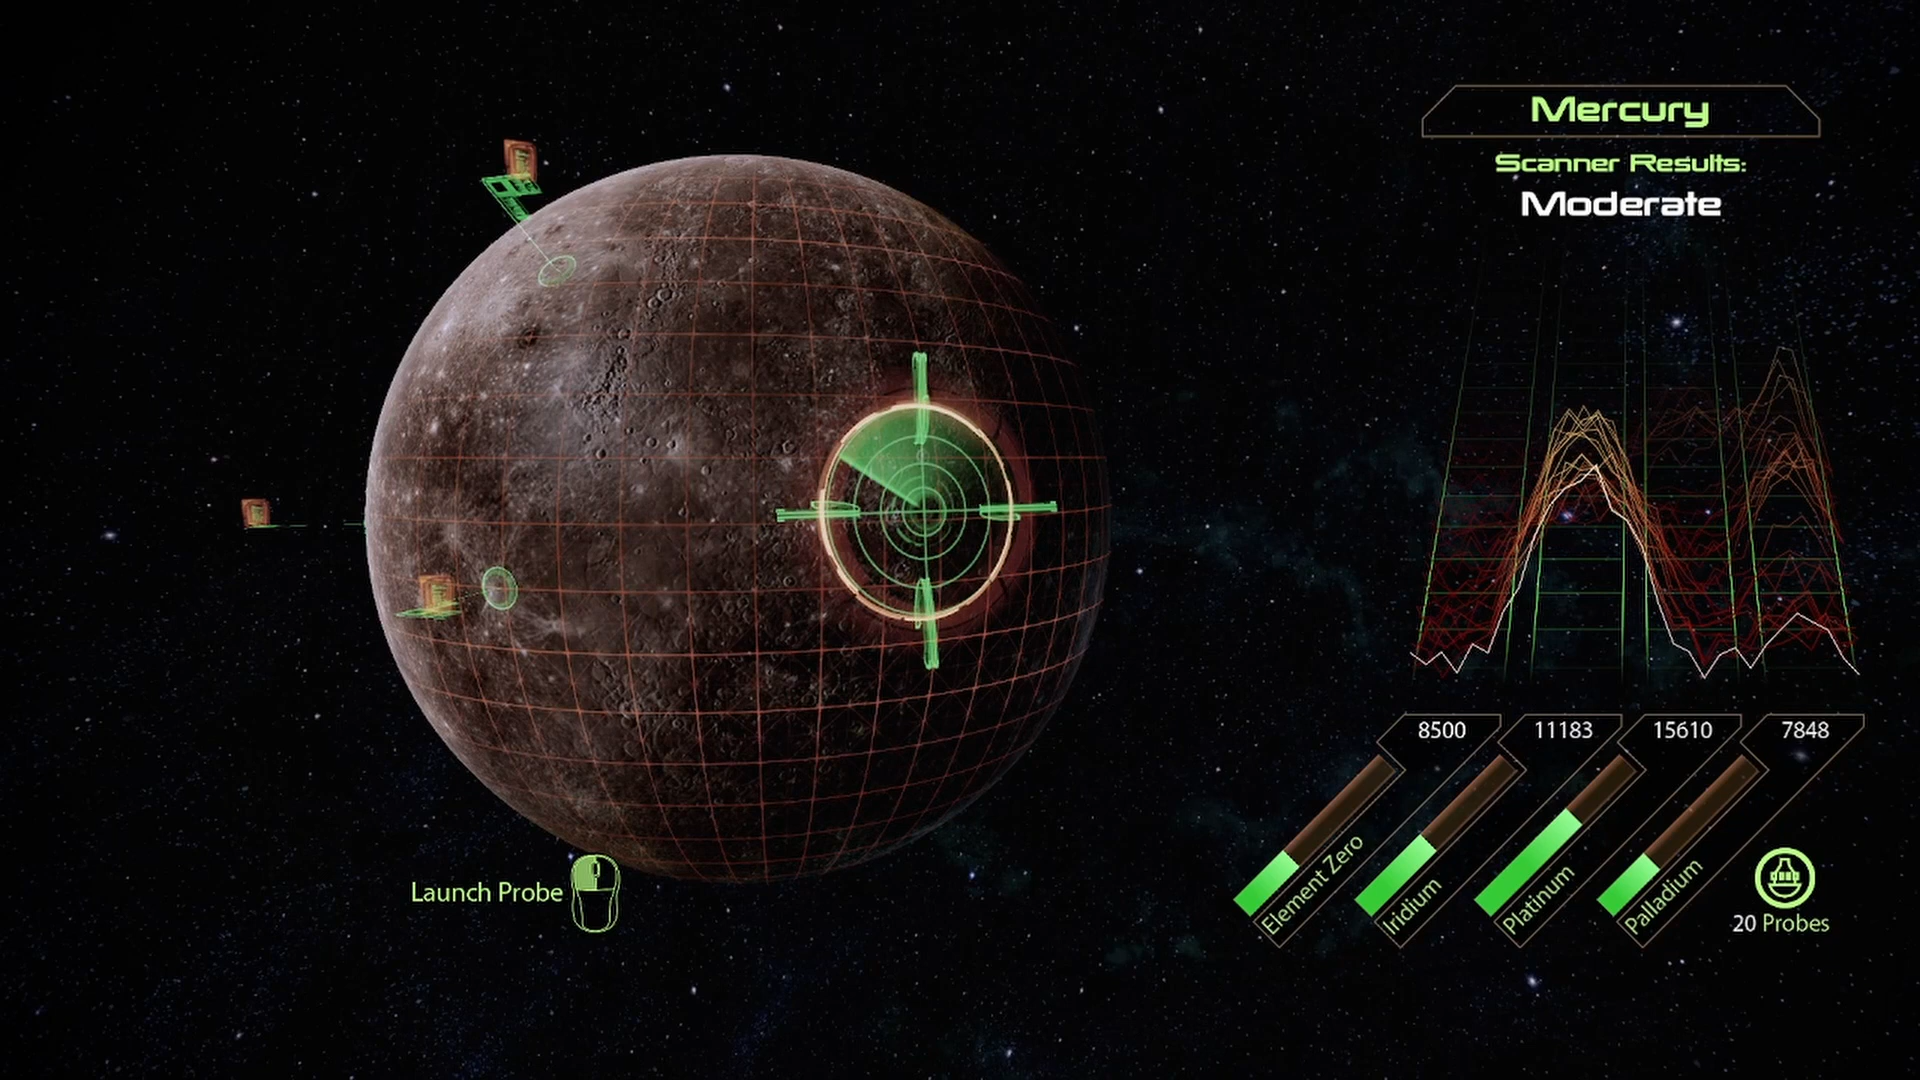 Mercury
Scanner Results:
Moderate
8500
11183
15610
7848
Element Zero
Iridium
Platinum
Palladium
20 Probes
Launch Probe